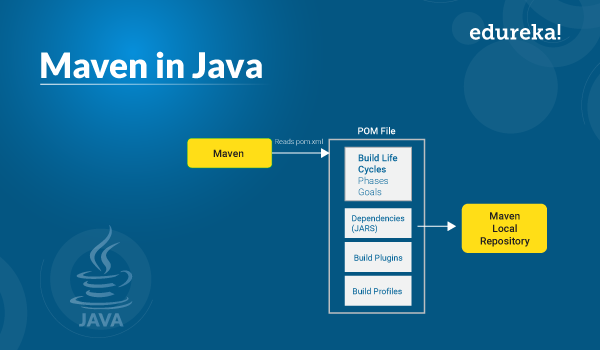 edureka!
Maven in Java
POM File
Maven
Reads pom.xml
Build Life
Cycles
Phases
Goals
Dependencies
(JARS)
Build Plugins
Build Profiles
Maven
Local
Repository
JAVA